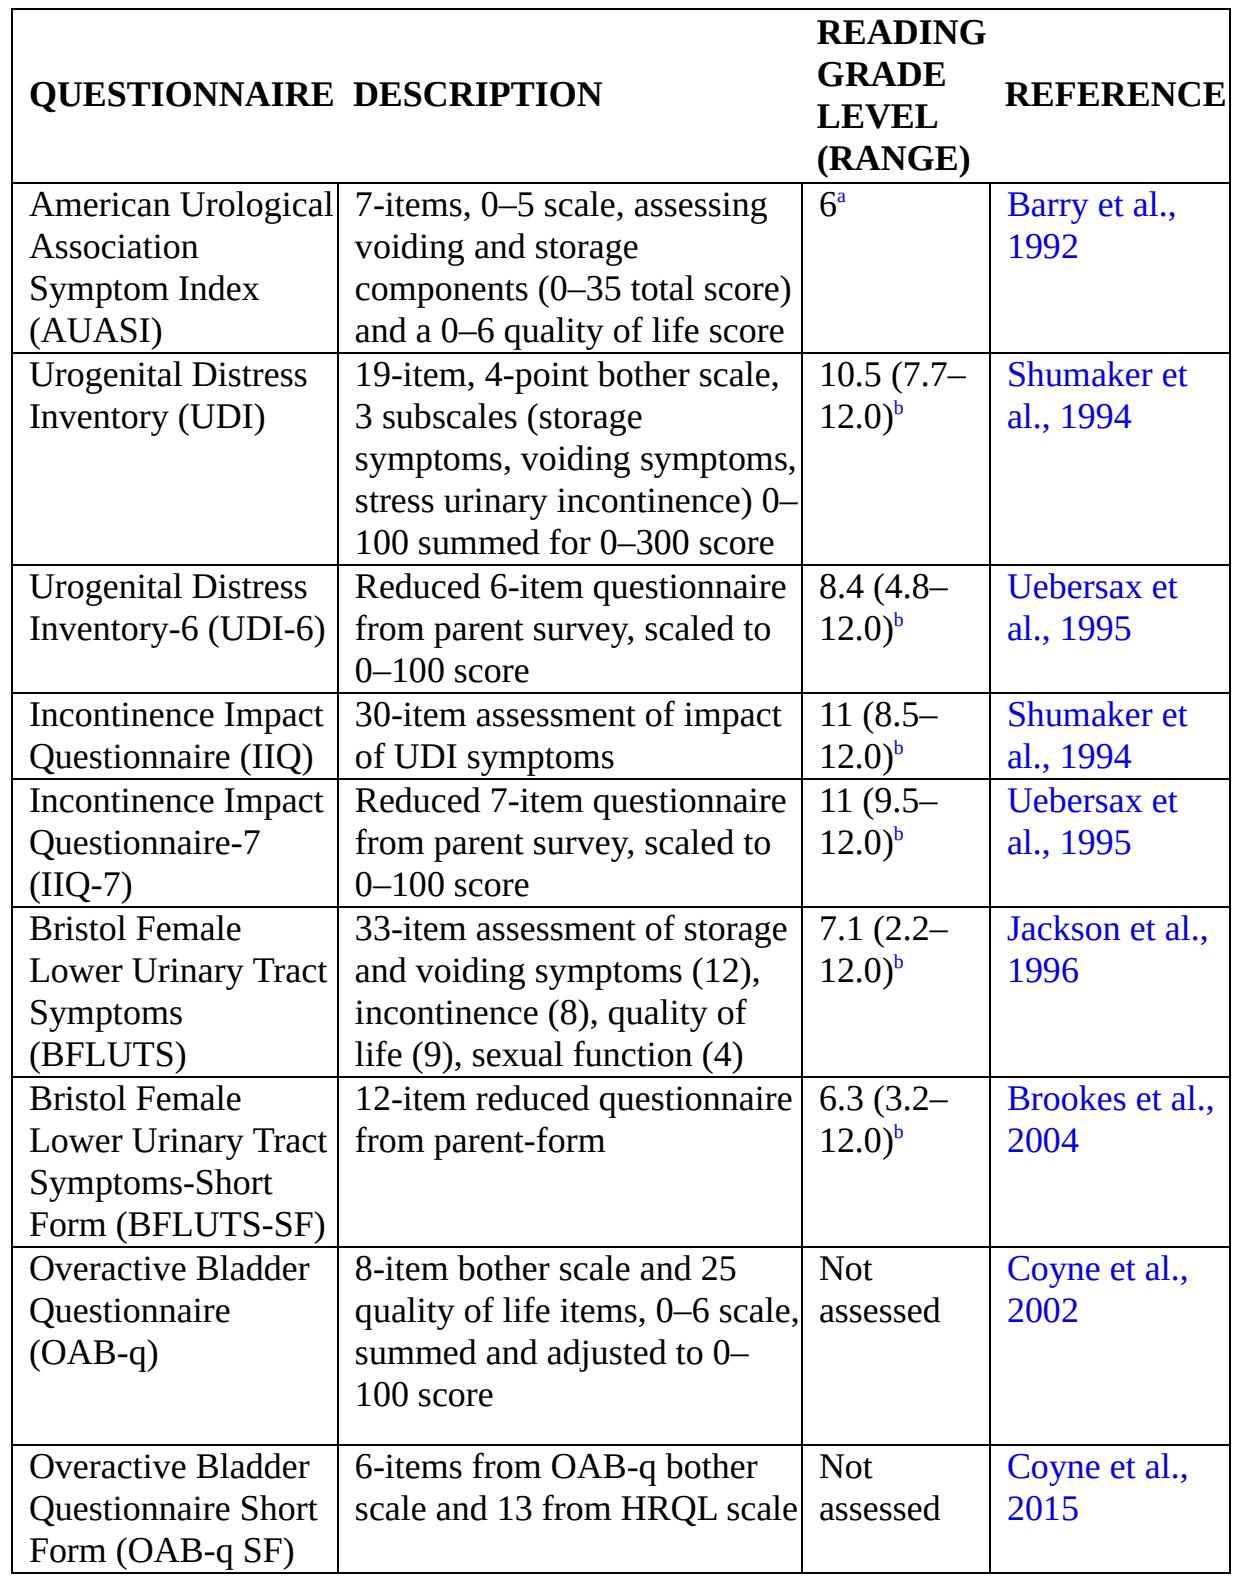 QUESTIONNAIRE
DESCRIPTION
READING
GRADE
LEVEL
(RANGE)
REFERENCE
American Urological
Association
Symptom Index
(AUASI)
7-items, 0–5 scale, assessing
voiding and storage
components (0–35 total score)
and a 0–6 quality of life score
6a
Barry et al.,
1992
Urogenital Distress
Inventory (UDI)
19-item, 4-point bother scale,
3 subscales (storage
symptoms, voiding symptoms,
stress urinary incontinence) 0–
100 summed for 0–300 score
10.5 (7.7–
12.0)b
Shumaker et
al., 1994
Urogenital Distress
Inventory-6 (UDI-6)
Reduced 6-item questionnaire
from parent survey, scaled to
0–100 score
8.4 (4.8–
12.0)b
Uebersax et
al., 1995
Incontinence Impact
Questionnaire (IIQ)
30-item assessment of impact
of UDI symptoms
11 (8.5–
12.0)b
Shumaker et
al., 1994
Incontinence Impact
Questionnaire-7
(IIQ-7)
Reduced 7-item questionnaire
from parent survey, scaled to
0–100 score
11 (9.5–
12.0)b
Uebersax et
al., 1995
Bristol Female
Lower Urinary Tract
Symptoms
(BFLUTS)
33-item assessment of storage
and voiding symptoms (12),
incontinence (8), quality of
life (9), sexual function (4)
7.1 (2.2–
12.0)b
Jackson et al.,
1996
Bristol Female
Lower Urinary Tract
Symptoms-Short
Form (BFLUTS-SF)
12-item reduced questionnaire
from parent-form
6.3 (3.2–
12.0)b
Brookes et al.,
2004
Overactive Bladder
Questionnaire
(OAB-q)
8-item bother scale and 25
quality of life items, 0–6 scale,
summed and adjusted to 0–
100 score
Not
assessed
Coyne et al.,
2002
Overactive Bladder
Questionnaire Short
Form (OAB-q SF)
6-items from OAB-q bother
scale and 13 from HRQL scale
Not
assessed
Coyne et al.,
2015